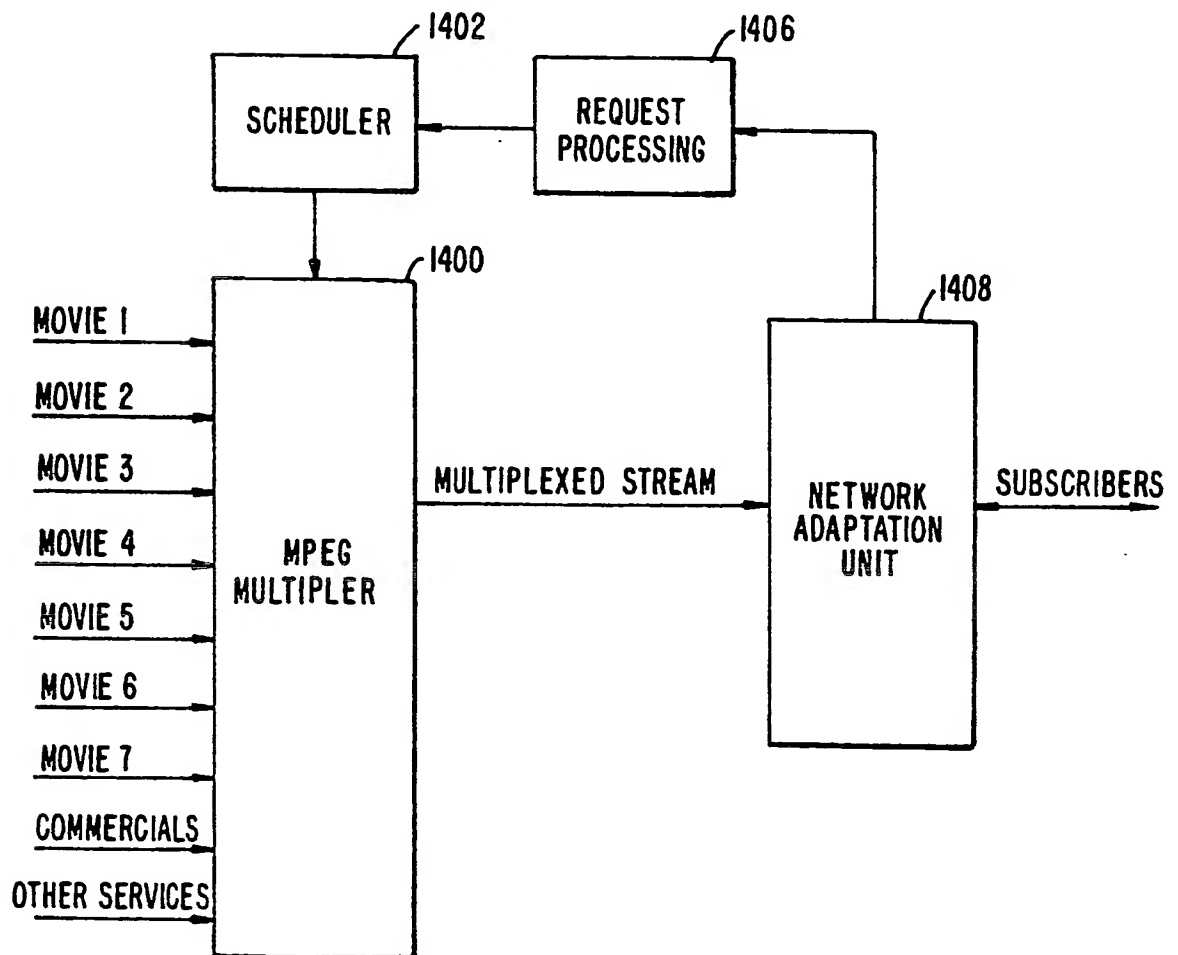 1402
1406
SCHEDULER
REQUEST
PROCESSING
1400
1408
MOVIE 1
MOVIE 2
MOVIE 3
MOVIE 4
MOVIE 5
MOVIE 6
MOVIE 7
COMMERCIALS
OTHER SERVICES
MPEG
MULTIPLER
MULTIPLEXED STREAM
NETWORK
ADAPTATION
UNIT
SUBSCRIBERS